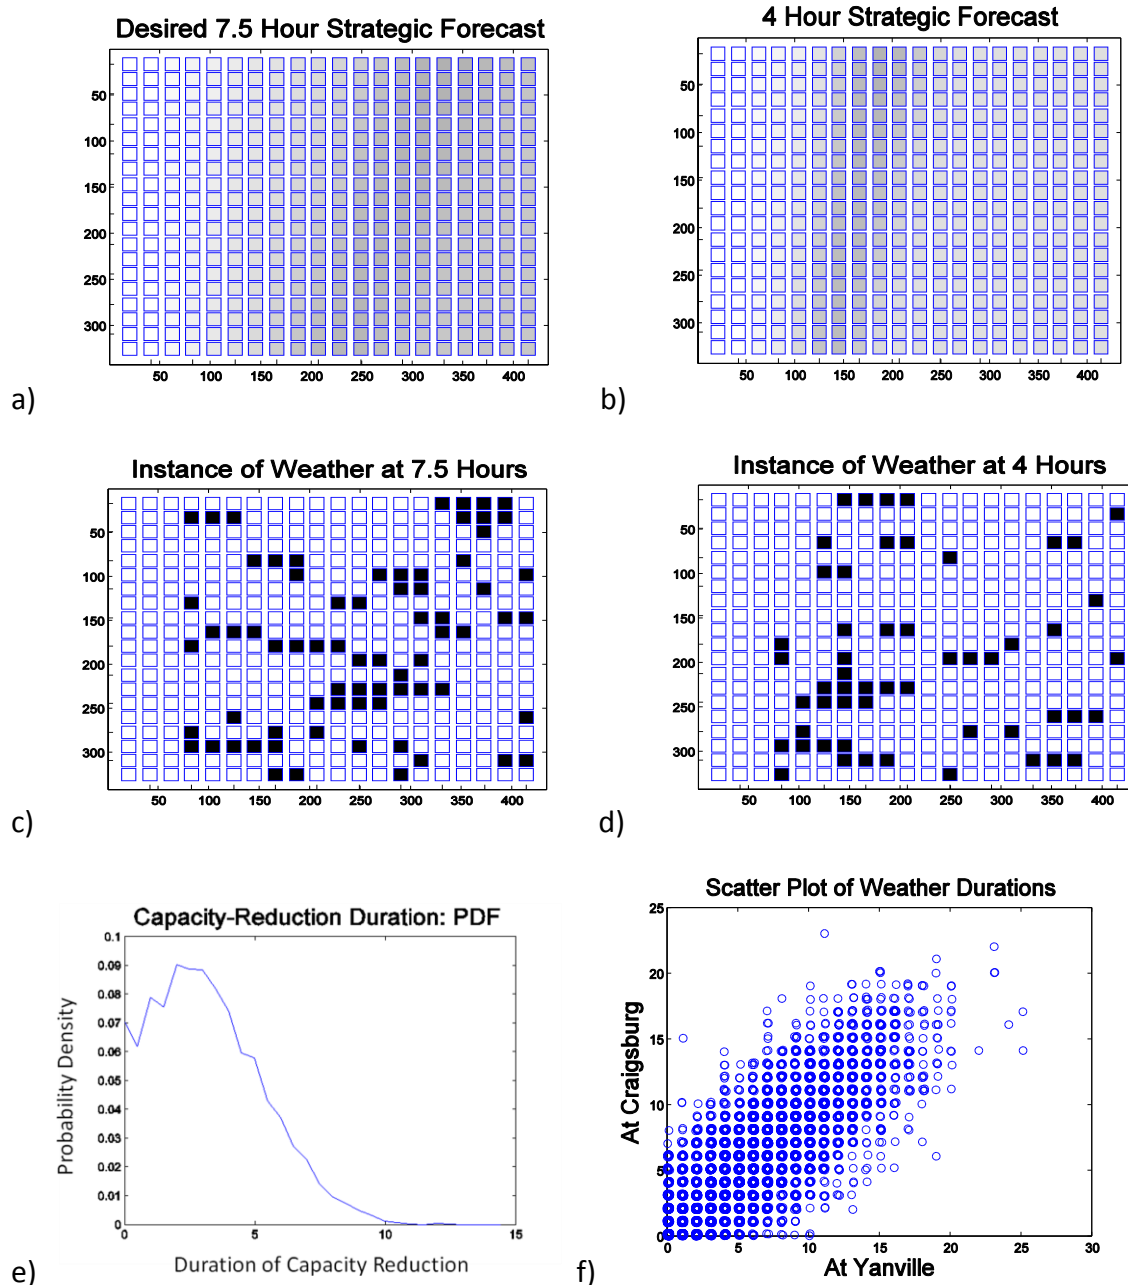 Desired 7.5 Hour Strategic Forecast
50
100
150
200
250
300
50 100 150 200 250 300 350 400
a)
4 Hour Strategic Forecast
50
100
150
200
250
300
50 100 150 200 250 300 350 400
b)
Instance of Weather at 7.5 Hours
50
100
150
200
250
300
50 100 150 200 250 300 350 400
c)
Instance of Weather at 4 Hours
50
100
150
200
250
300
50 100 150 200 250 300 350 400
d)
Capacity-Reduction Duration: PDF
Probability Density
0.1
0.09
0.08
0.07
0.06
0.05
0.04
0.03
0.02
0.01
0
0 5 10 15
Duration of Capacity Reduction
e)
Scatter Plot of Weather Durations
At Craigsburg
25
20
15
10
5
0
0 5 10 15 20 25 30
At Yanville
f)